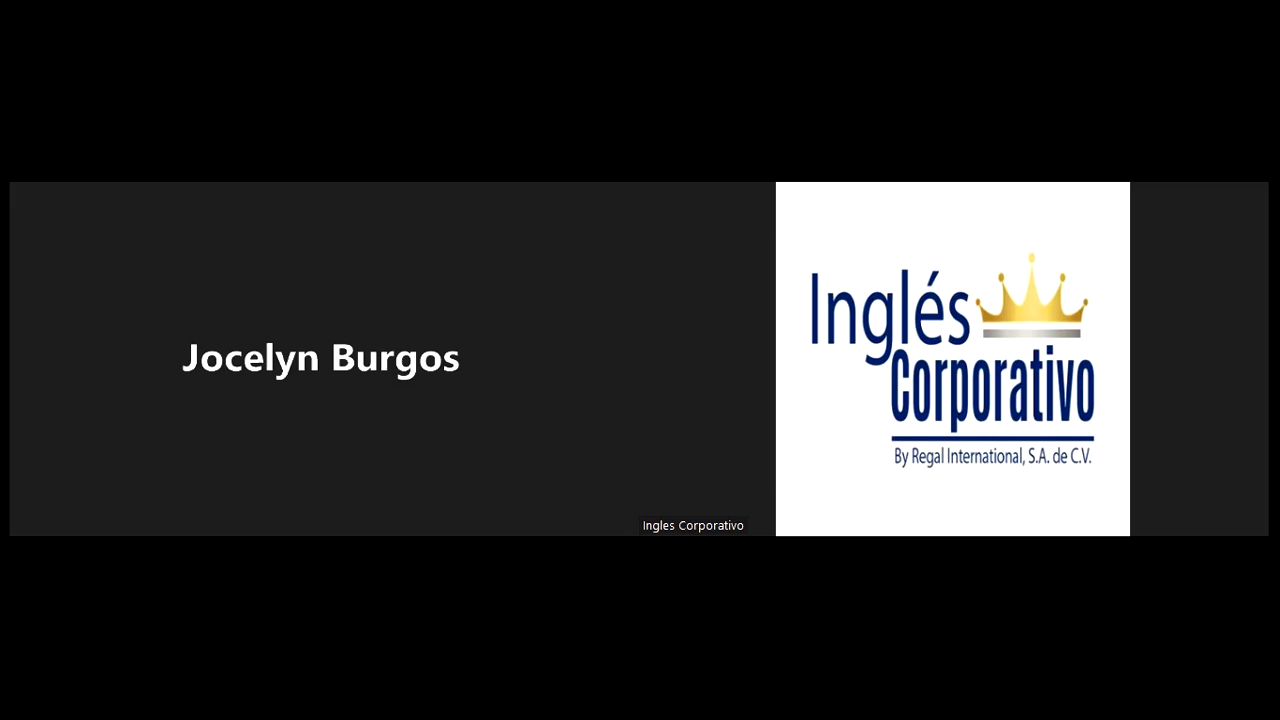 Jocelyn Burgos
Ingles Corporativo
Inglés
Corporativo
By Regal International, S.A. de C.V.